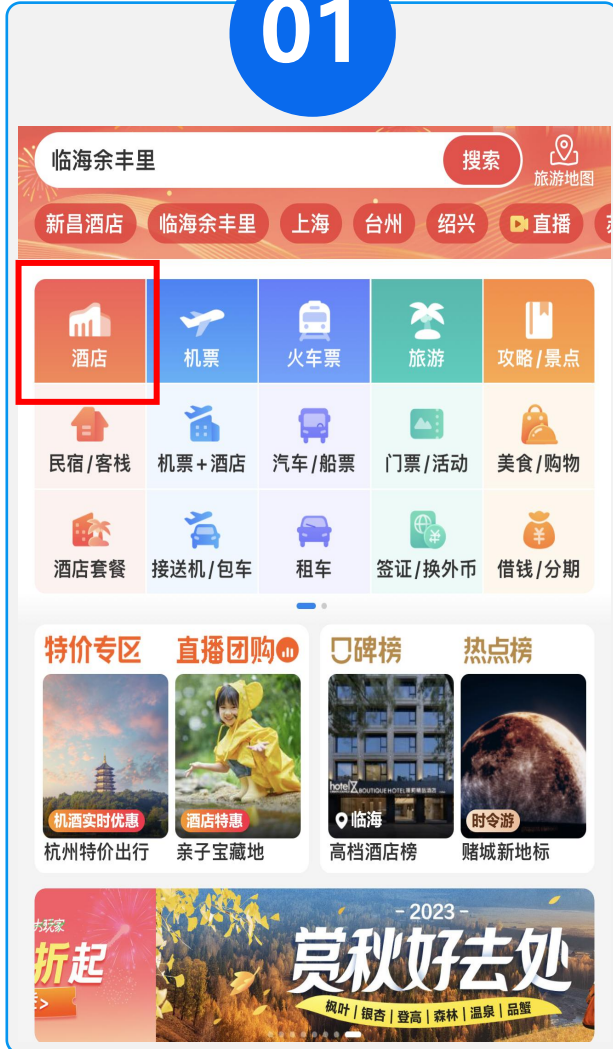 01
临海余丰里
搜索
旅游地图
新昌酒店 临海余丰里 上海 台州 绍兴 直播
酒店 机票 火车票 旅游 攻略/景点
民宿/客栈 机票+酒店 汽车/船票 门票/活动 美食/购物
酒店套餐 接送机/包车 租车 签证/换外币 借钱/分期
特价专区 直播团购 口碑榜 热点榜
hotel Z BOUTIQUE HOTEL
机酒实时优惠 酒店特惠 临海 时令游
杭州特价出行 亲子宝藏地 高档酒店榜 赌城新地标
大玩家
折起
- 2023 -
赏秋好去处
枫叶|银杏|登高|森林|温泉|品蟹